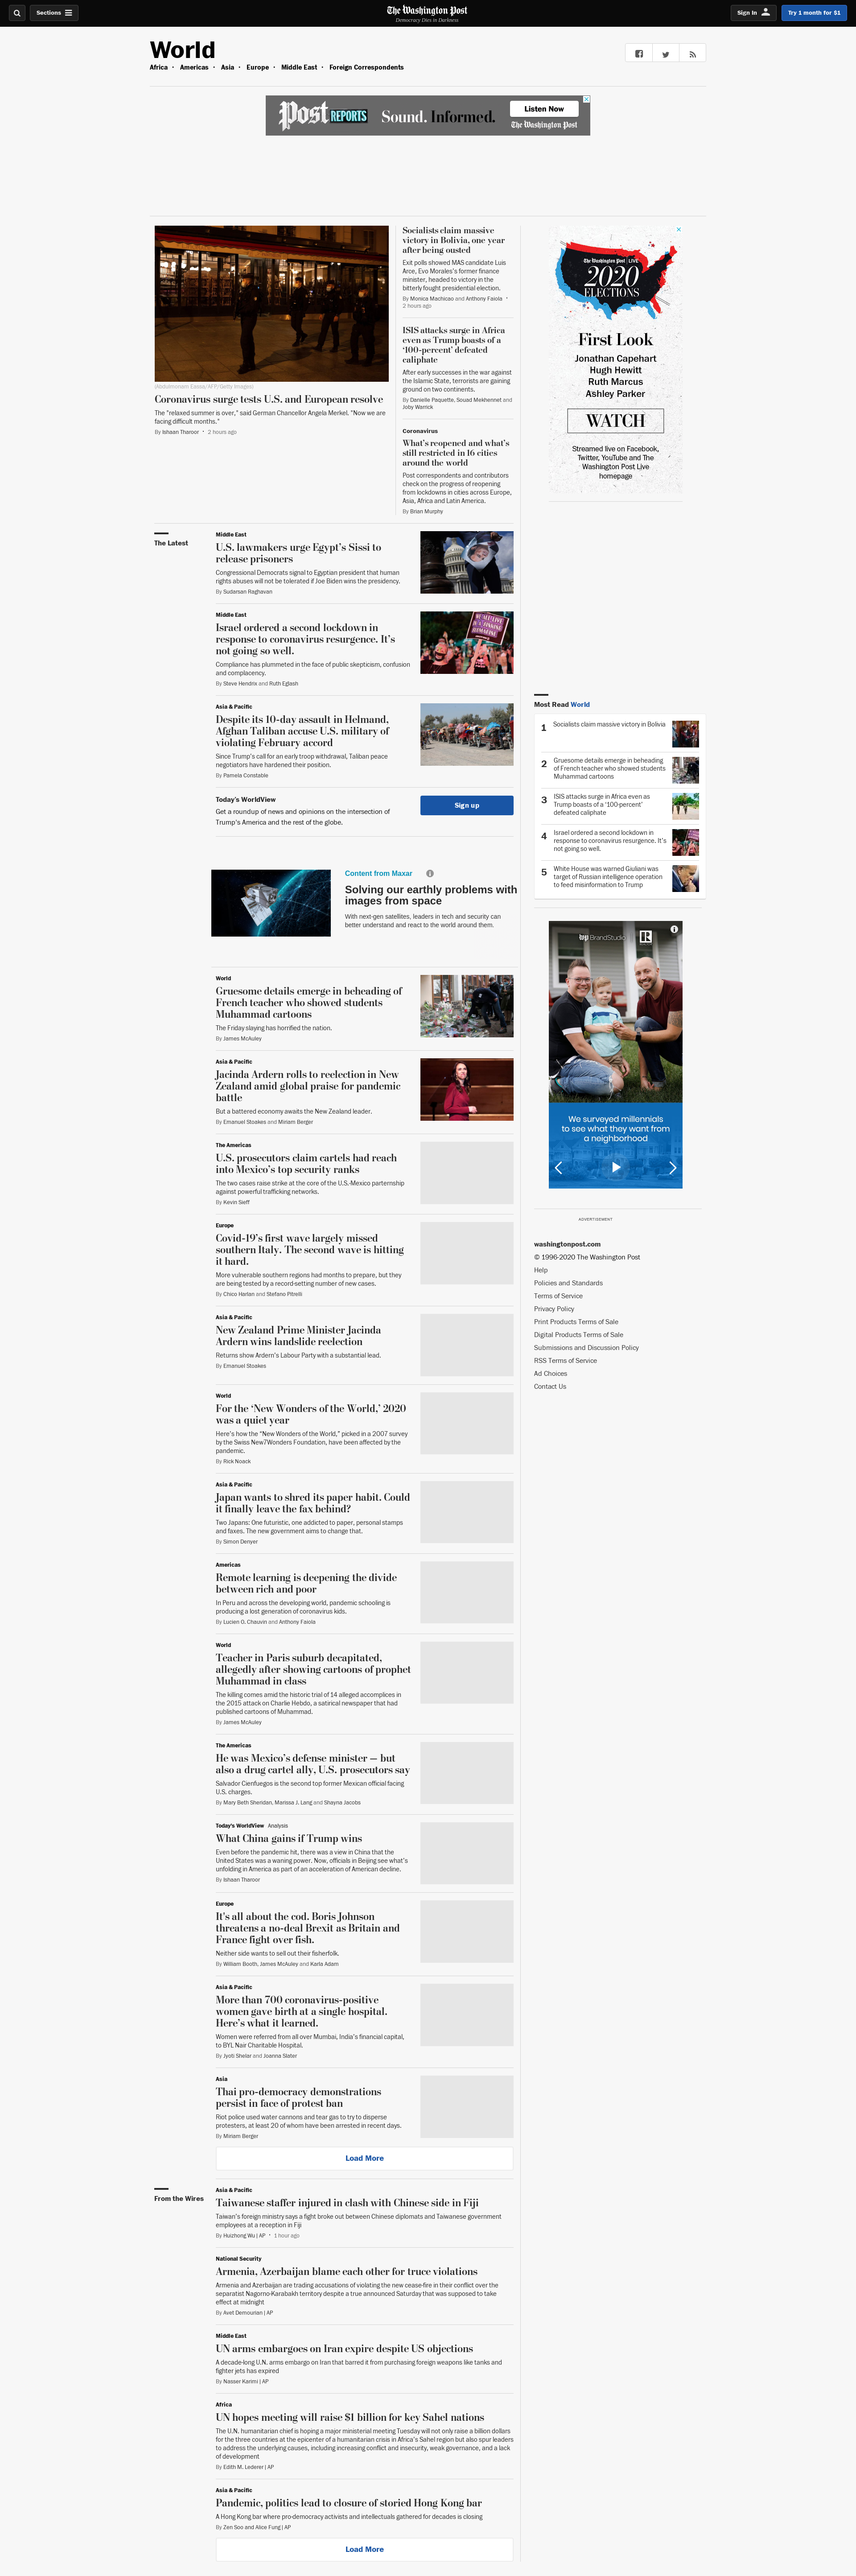 Sections
The Washington Post
Democracy Dies in Darkness
Sign In
Try 1 month for $1
World
Africa • Americas • Asia • Europe • Middle East • Foreign Correspondents
Post REPORTS
Sound. Informed.
Listen Now
The Washington Post
(Abdulmonam Eassa/AFP/Getty Images)
Coronavirus surge tests U.S. and European resolve
The "relaxed summer is over," said German Chancellor Angela Merkel. "Now we are
facing difficult months."
By Ishaan Tharoor • 2 hours ago
Socialists claim massive
victory in Bolivia, one year
after being ousted
Exit polls showed MAS candidate Luis
Arce, Evo Morales's former finance
minister, headed to victory in the
bitterly fought presidential election.
By Monica Machicao and Anthony Faiola •
2 hours ago
ISIS attacks surge in Africa
even as Trump boasts of a
‘100-percent’ defeated
caliphate
After early successes in the war against
the Islamic State, terrorists are gaining
ground on two continents.
By Danielle Paquette, Souad Mekhennet and
Joby Warrick
Coronavirus
What’s reopened and what’s
still restricted in 16 cities
around the world
Post correspondents and contributors
check on the progress of reopening
from lockdowns in cities across Europe,
Asia, Africa and Latin America.
By Brian Murphy
The Washington Post LIVE
2020
ELECTIONS
First Look
Jonathan Capehart
Hugh Hewitt
Ruth Marcus
Ashley Parker
WATCH
Streamed live on Facebook,
Twitter, YouTube and The
Washington Post Live
homepage
The Latest
Middle East
U.S. lawmakers urge Egypt’s Sissi to
release prisoners
Congressional Democrats signal to Egyptian president that human
rights abuses will not be tolerated if Joe Biden wins the presidency.
By Sudarsan Raghavan
Middle East
Israel ordered a second lockdown in
response to coronavirus resurgence. It’s
not going so well.
Compliance has plummeted in the face of public skepticism, confusion
and complacency.
By Steve Hendrix and Ruth Eglash
Asia & Pacific
Despite its 10-day assault in Helmand,
Afghan Taliban accuse U.S. military of
violating February accord
Since Trump’s call for an early troop withdrawal, Taliban peace
negotiators have hardened their position.
By Pamela Constable
Today’s WorldView
Get a roundup of news and opinions on the intersection of
Trump’s America and the rest of the globe.
Sign up
Content from Maxar
Solving our earthly problems with
images from space
With next-gen satellites, leaders in tech and security can
better understand and react to the world around them.
World
Gruesome details emerge in beheading of
French teacher who showed students
Muhammad cartoons
The Friday slaying has horrified the nation.
By James McAuley
Asia & Pacific
Jacinda Ardern rolls to reelection in New
Zealand amid global praise for pandemic
battle
But a battered economy awaits the New Zealand leader.
By Emanuel Stoakes and Miriam Berger
The Americas
U.S. prosecutors claim cartels had reach
into Mexico’s top security ranks
The two cases raise strike at the core of the U.S.-Mexico parternship
against powerful trafficking networks.
By Kevin Sieff
Europe
Covid-19’s first wave largely missed
southern Italy. The second wave is hitting
it hard.
More vulnerable southern regions had months to prepare, but they
are being tested by a record-setting number of new cases.
By Chico Harlan and Stefano Pitrelli
Asia & Pacific
New Zealand Prime Minister Jacinda
Ardern wins landslide reelection
Returns show Ardern’s Labour Party with a substantial lead.
By Emanuel Stoakes
World
For the ‘New Wonders of the World,’ 2020
was a quiet year
Here’s how the “New Wonders of the World,” picked in a 2007 survey
by the Swiss New7Wonders Foundation, have been affected by the
pandemic.
By Rick Noack
Asia & Pacific
Japan wants to shred its paper habit. Could
it finally leave the fax behind?
Two Japans: One futuristic, one addicted to paper, personal stamps
and faxes. The new government aims to change that.
By Simon Denyer
Americas
Remote learning is deepening the divide
between rich and poor
In Peru and across the developing world, pandemic schooling is
producing a lost generation of coronavirus kids.
By Lucien O. Chauvin and Anthony Faiola
World
Teacher in Paris suburb decapitated,
allegedly after showing cartoons of prophet
Muhammad in class
The killing comes amid the historic trial of 14 alleged accomplices in
the 2015 attack on Charlie Hebdo, a satirical newspaper that had
published cartoons of Muhammad.
By James McAuley
The Americas
He was Mexico’s defense minister — but
also a drug cartel ally, U.S. prosecutors say
Salvador Cienfuegos is the second top former Mexican official facing
U.S. charges.
By Mary Beth Sheridan, Marissa J. Lang and Shayna Jacobs
Today's WorldView Analysis
What China gains if Trump wins
Even before the pandemic hit, there was a view in China that the
United States was a waning power. Now, officials in Beijing see what’s
unfolding in America as part of an acceleration of American decline.
By Ishaan Tharoor
Europe
It's all about the cod. Boris Johnson
threatens a no-deal Brexit as Britain and
France fight over fish.
Neither side wants to sell out their fisherfolk.
By William Booth, James McAuley and Karla Adam
Asia & Pacific
More than 700 coronavirus-positive
women gave birth at a single hospital.
Here’s what it learned.
Women were referred from all over Mumbai, India’s financial capital,
to BYL Nair Charitable Hospital.
By Jyoti Shelar and Joanna Slater
Asia
Thai pro-democracy demonstrations
persist in face of protest ban
Riot police used water cannons and tear gas to try to disperse
protesters, at least 20 of whom have been arrested in recent days.
By Miriam Berger
Load More
From the Wires
Asia & Pacific
Taiwanese staffer injured in clash with Chinese side in Fiji
Taiwan’s foreign ministry says a fight broke out between Chinese diplomats and Taiwanese government
employees at a reception in Fiji
By Huizhong Wu | AP • 1 hour ago
National Security
Armenia, Azerbaijan blame each other for truce violations
Armenia and Azerbaijan are trading accusations of violating the new cease-fire in their conflict over the
separatist Nagorno-Karabakh territory despite a true announced Saturday that was supposed to take
effect at midnight
By Avet Demourian | AP
Middle East
UN arms embargoes on Iran expire despite US objections
A decade-long U.N. arms embargo on Iran that barred it from purchasing foreign weapons like tanks and
fighter jets has expired
By Nasser Karimi | AP
Africa
UN hopes meeting will raise $1 billion for key Sahel nations
The U.N. humanitarian chief is hoping a major ministerial meeting Tuesday will not only raise a billion dollars
for the three countries at the epicenter of a humanitarian crisis in Africa’s Sahel region but also spur leaders
to address the underlying causes, including increasing conflict and insecurity, weak governance, and a lack
of development
By Edith M. Lederer | AP
Asia & Pacific
Pandemic, politics lead to closure of storied Hong Kong bar
A Hong Kong bar where pro-democracy activists and intellectuals gathered for decades is closing
By Zen Soo and Alice Fung | AP
Load More
Most Read World
1 Socialists claim massive victory in Bolivia
2 Gruesome details emerge in beheading
of French teacher who showed students
Muhammad cartoons
3 ISIS attacks surge in Africa even as
Trump boasts of a ‘100-percent’
defeated caliphate
4 Israel ordered a second lockdown in
response to coronavirus resurgence. It’s
not going so well.
5 White House was warned Giuliani was
target of Russian intelligence operation
to feed misinformation to Trump
wp BrandStudio
R
We surveyed millennials
to see what they want from
a neighborhood
ADVERTISEMENT
washingtonpost.com
© 1996-2020 The Washington Post
Help
Policies and Standards
Terms of Service
Privacy Policy
Print Products Terms of Sale
Digital Products Terms of Sale
Submissions and Discussion Policy
RSS Terms of Service
Ad Choices
Contact Us